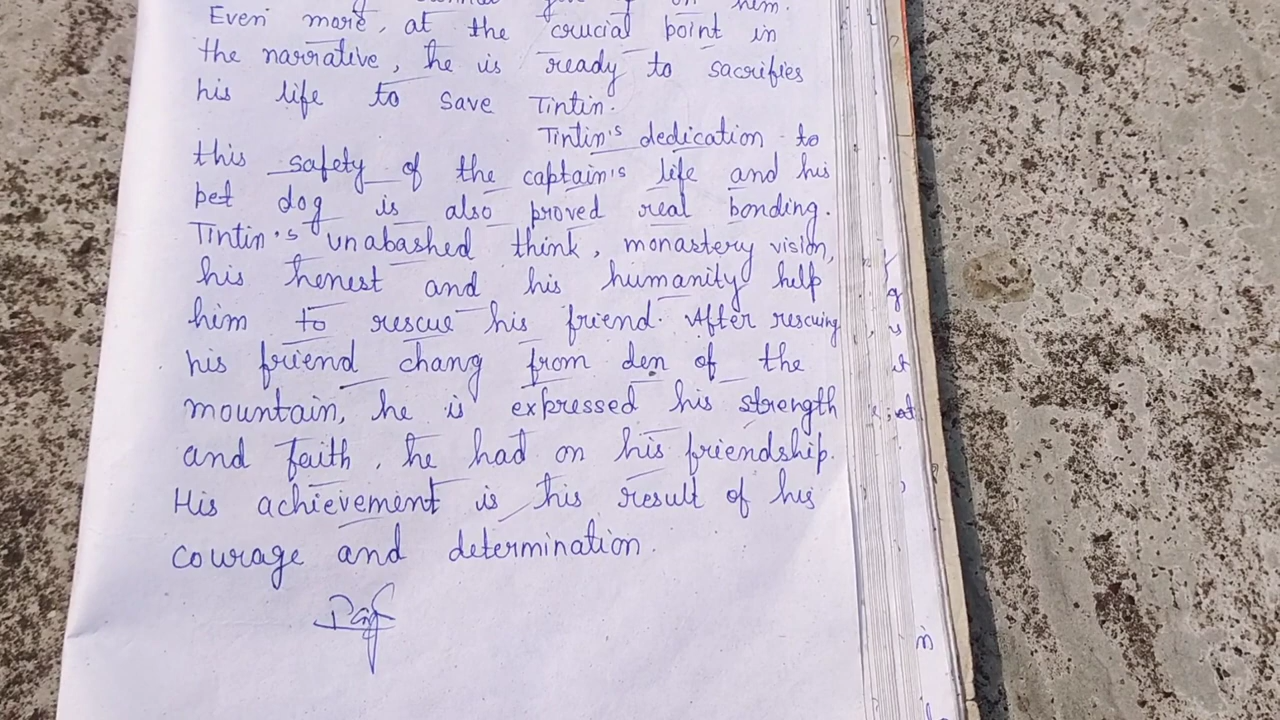 on him.
Even more, at the crucial point in
the narrative, he is ready to sacrifies
his life to save Tintin.
Tintin's dedication to
this safety of the captain's life and his
pet dog is also proved real bonding.
Tintin's unabashed think, monastery vision,
his henest and his humanity help
him to rescue his friend. After rescuing
his friend chang from den of the
mountain, he is expressed his strength
and faith, he had on his friendship.
His achievement is this result of his
courage and determination.